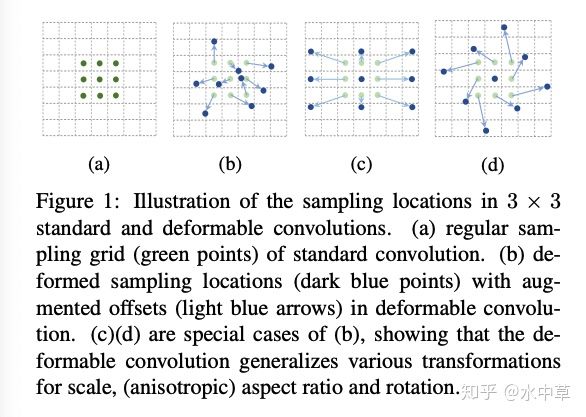 (a) (b) (c) (d)
Figure 1: Illustration of the sampling locations in 3 × 3
standard and deformable convolutions. (a) regular sam-
pling grid (green points) of standard convolution. (b) de-
formed sampling locations (dark blue points) with aug-
mented offsets (light blue arrows) in deformable convolu-
tion. (c)(d) are special cases of (b), showing that the de-
formable convolution generalizes various transformations
for scale, (anisotropic) aspect ratio and rotation.
知乎 @水中草